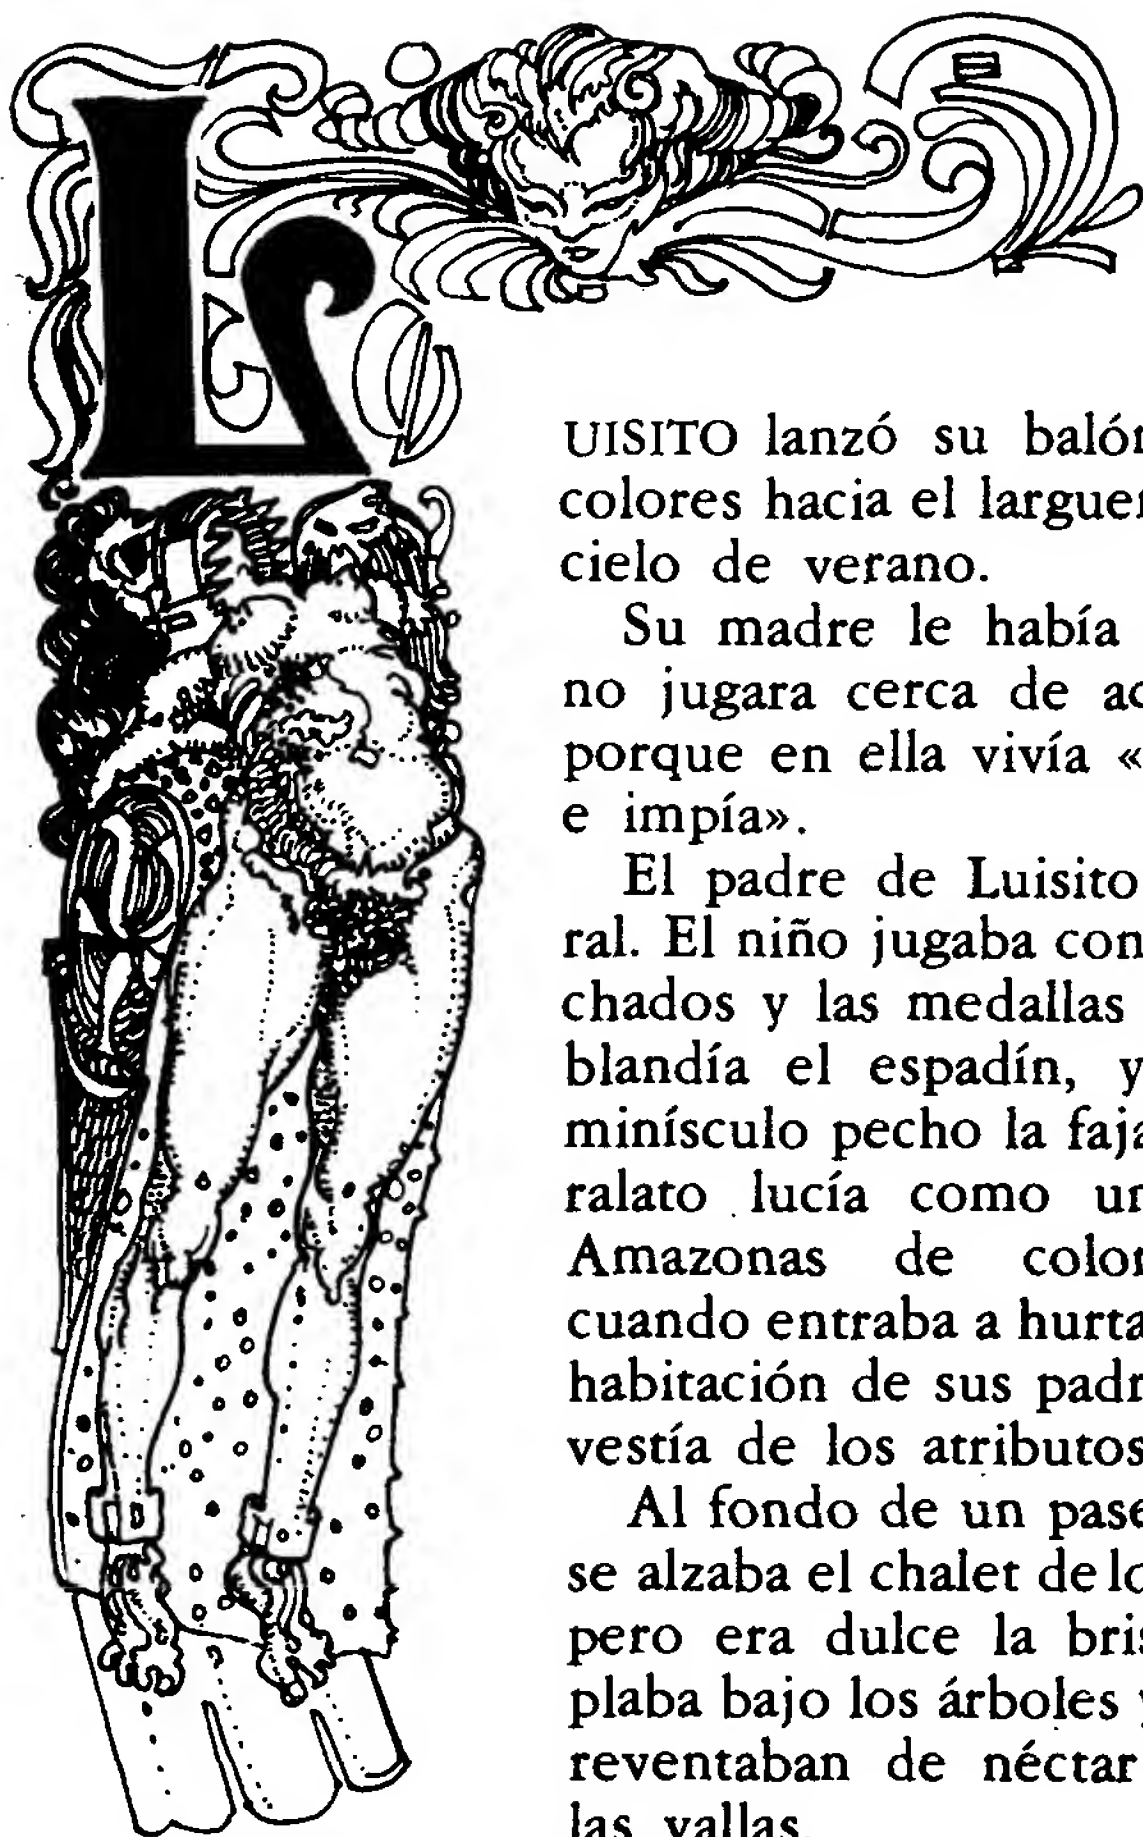 LUISITO lanzó su balón
colores hacia el larguer
cielo de verano.
Su madre le había
no jugara cerca de ac
porque en ella vivía «
e impía».
El padre de Luisito
ral. El niño jugaba con
chados y las medallas
blandía el espadín, y
minísculo pecho la faja
ralato lucía como un
Amazonas de color
cuando entraba a hurta
habitación de sus padr
vestía de los atributos
Al fondo de un pase
se alzaba el chalet de lo
pero era dulce la bris
plaba bajo los árboles y
reventaban de néctar
las vallas.